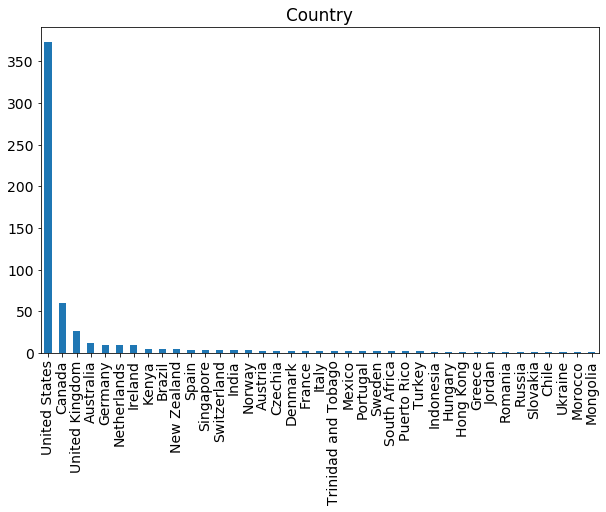 Country
350
300
250
200
150
100
50
0
United States
Canada
United Kingdom
Australia
Germany
Netherlands
Ireland
Kenya
Brazil
New Zealand
Spain
Singapore
Switzerland
India
Norway
Austria
Czechia
Denmark
France
Italy
Trinidad and Tobago
Mexico
Portugal
Sweden
South Africa
Puerto Rico
Turkey
Indonesia
Hungary
Hong Kong
Greece
Jordan
Romania
Russia
Slovakia
Chile
Ukraine
Morocco
Mongolia